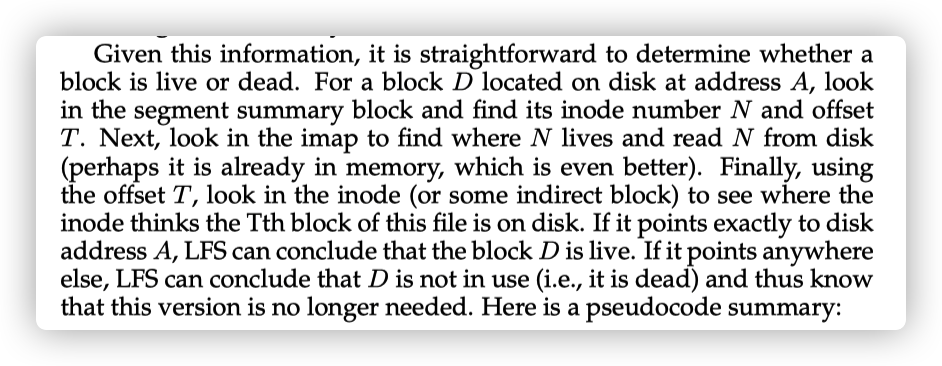 Given this information, it is straightforward to determine whether a
block is live or dead. For a block D located on disk at address A, look
in the segment summary block and find its inode number N and offset
T. Next, look in the imap to find where N lives and read N from disk
(perhaps it is already in memory, which is even better). Finally, using
the offset T, look in the inode (or some indirect block) to see where the
inode thinks the Tth block of this file is on disk. If it points exactly to disk
address A, LFS can conclude that the block D is live. If it points anywhere
else, LFS can conclude that D is not in use (i.e., it is dead) and thus know
that this version is no longer needed. Here is a pseudocode summary: